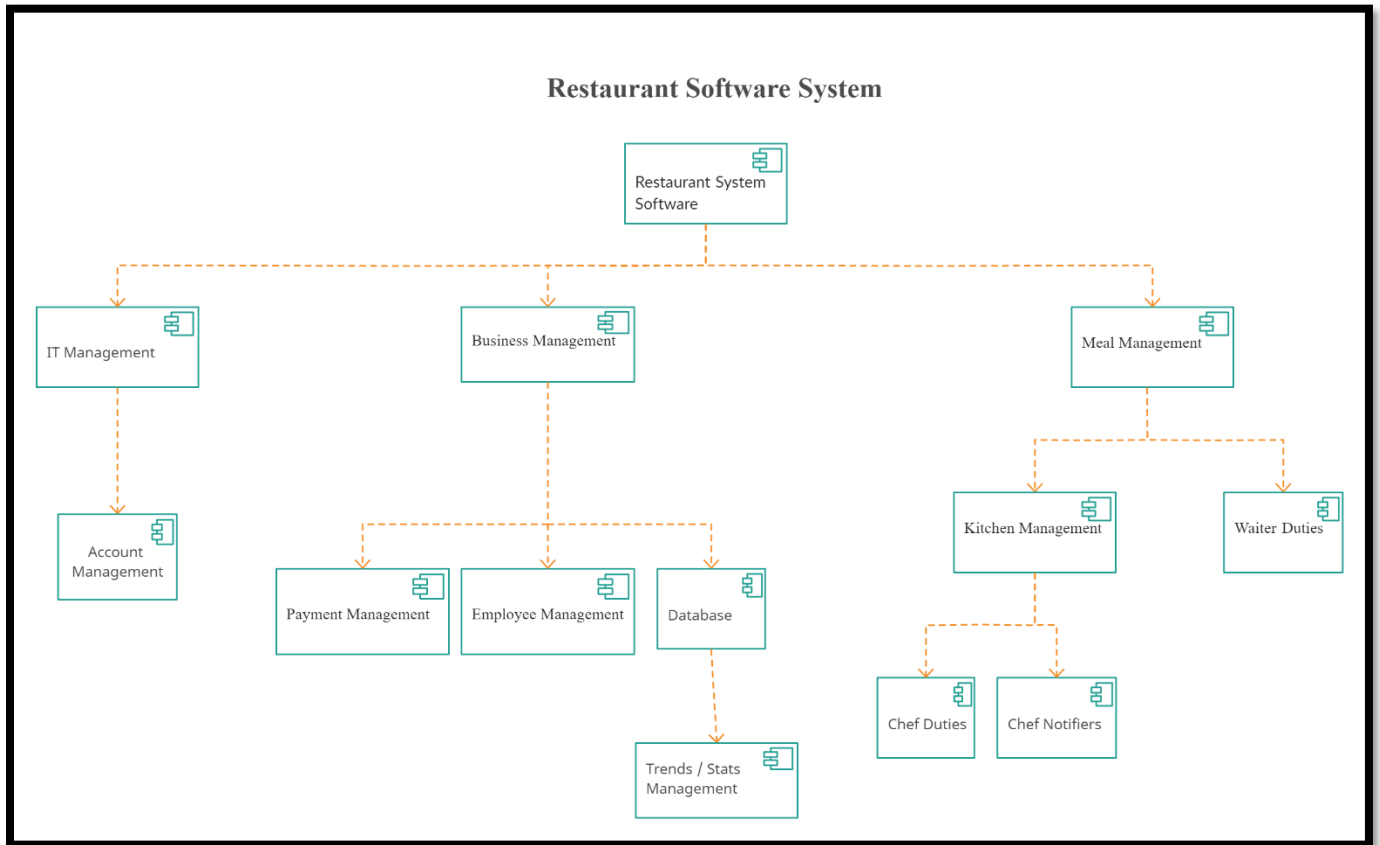 Restaurant Software System
Restaurant System
Software
IT Management
Business Management
Meal Management
Account
Management
Payment Management
Employee Management
Database
Kitchen Management
Waiter Duties
Chef Duties
Chef Notifiers
Trends / Stats
Management